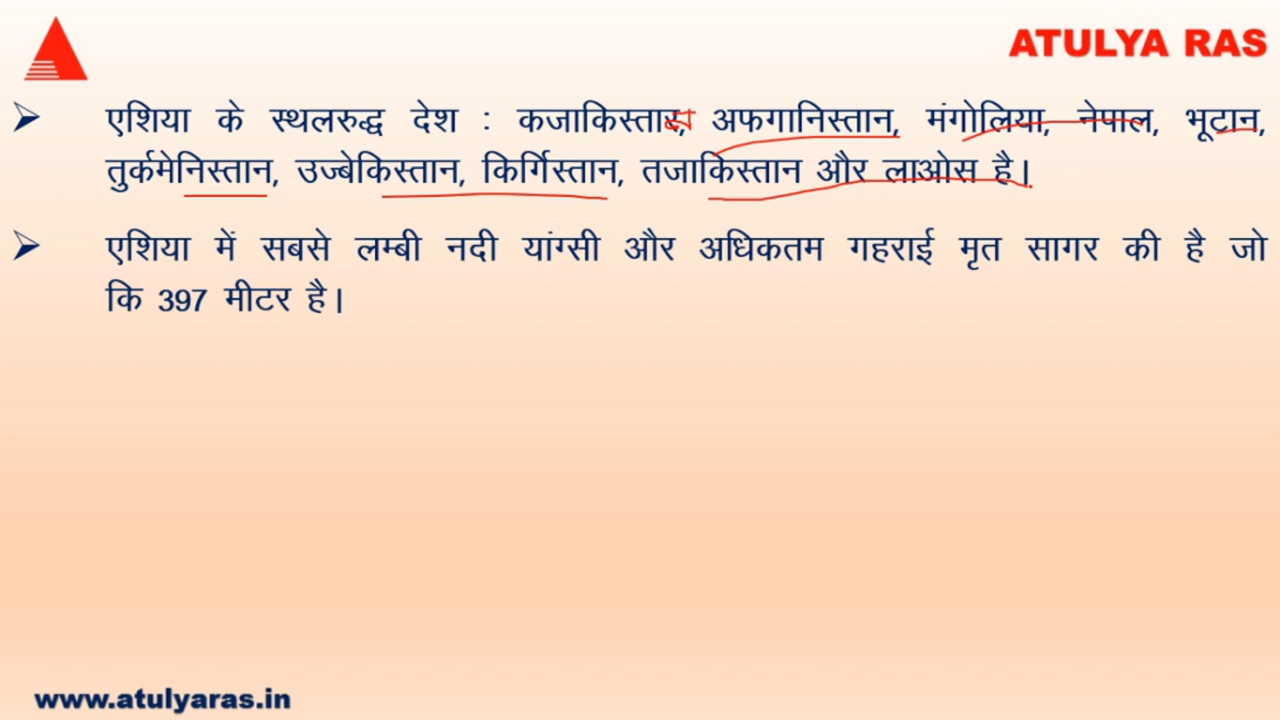 ATULYA RAS
➢ एशिया के स्थलरुद्ध देश : कजाकिस्तान, अफगानिस्तान, मंगोलिया, नेपाल, भूटान,
तुर्कमेनिस्तान, उज्बेकिस्तान, किर्गिस्तान, तजाकिस्तान और लाओस है।
➢ एशिया में सबसे लम्बी नदी यांग्सी और अधिकतम गहराई मृत सागर की है जो
कि 397 मीटर है।
www.atulyaras.in